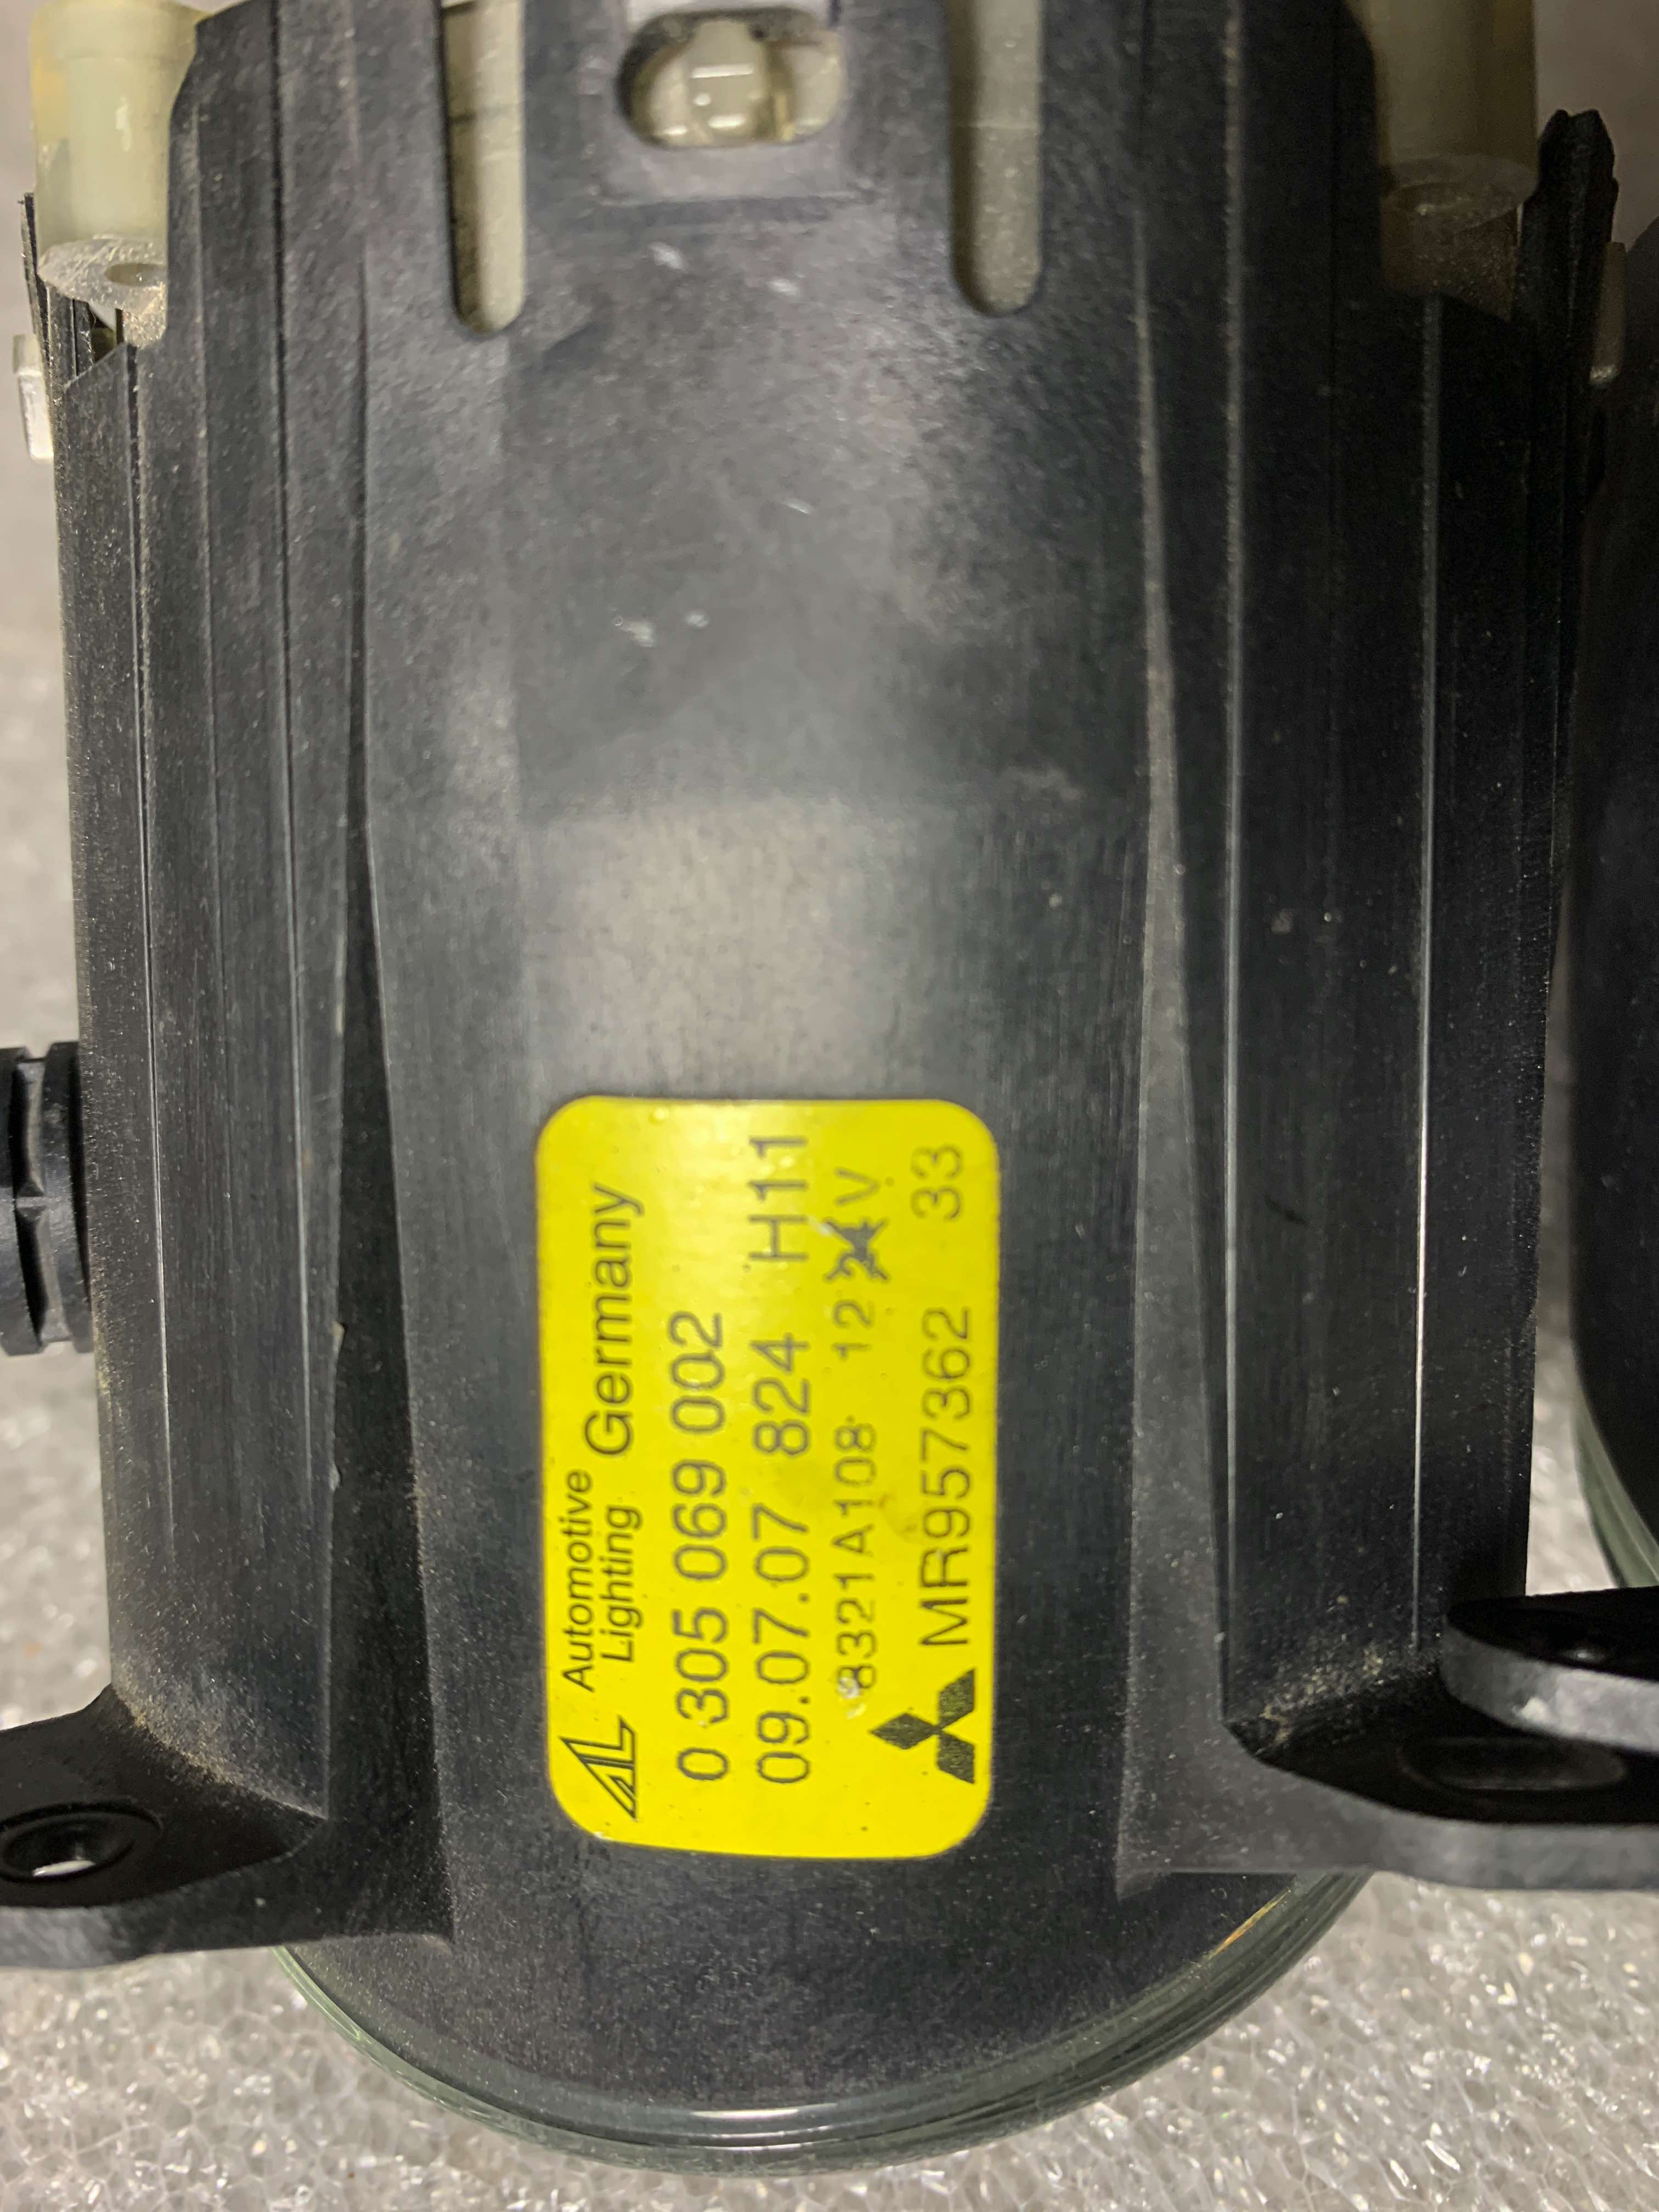 Automotive
Lighting Germany
0 305 069 002
09.07.07 824 H11
8321A108 12 V
MR957362 33